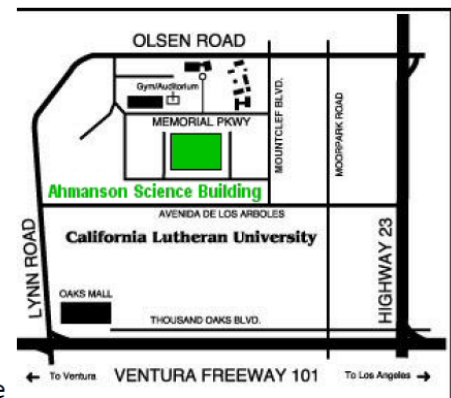 OLSEN ROAD
Gym/Auditorium
MEMORIAL PKWY
MOUNTCLEF BLVD.
MOORPARK ROAD
Ahmanson Science Building
AVENIDA DE LOS ARBOLES
California Lutheran University
LYNN ROAD
HIGHWAY 23
OAKS MALL
THOUSAND OAKS BLVD.
To Ventura VENTURA FREEWAY 101 To Los Angeles
e